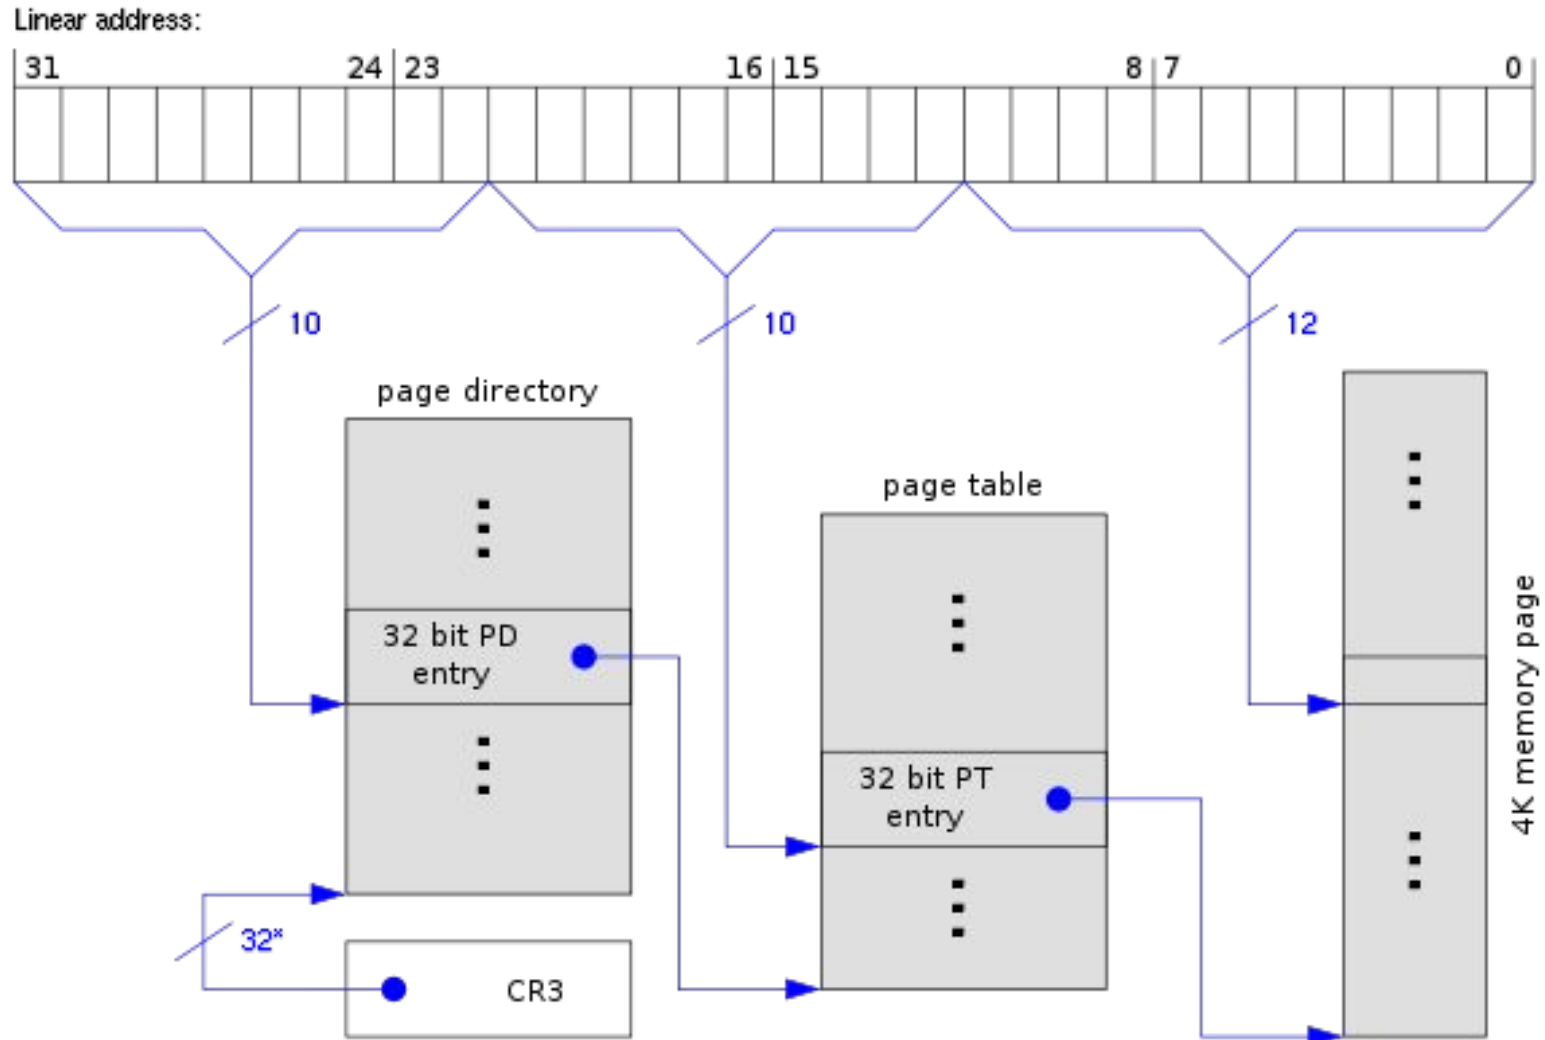 Linear address:
31 24 23 16 15 8 7 0
10 10 12
page directory
page table
32 bit PD
entry
32 bit PT
entry
4K memory page
32*
CR3